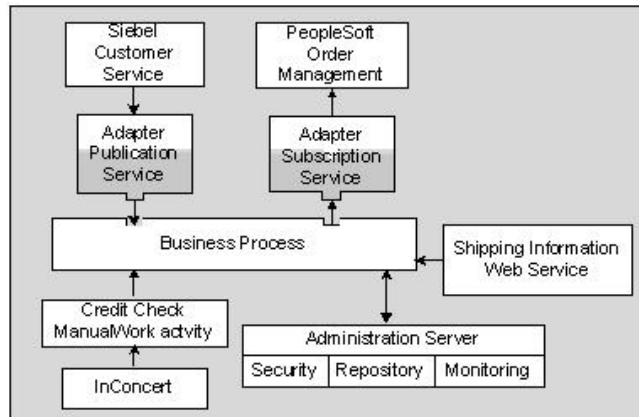 Siebel
Customer
Service
PeopleSoft
Order
Management
Adapter
Publication
Service
Adapter
Subscription
Service
Business Process
Shipping Information
Web Service
Credit Check
ManualWork actvity
InConcert
Administration Server
Security
Repository
Monitoring